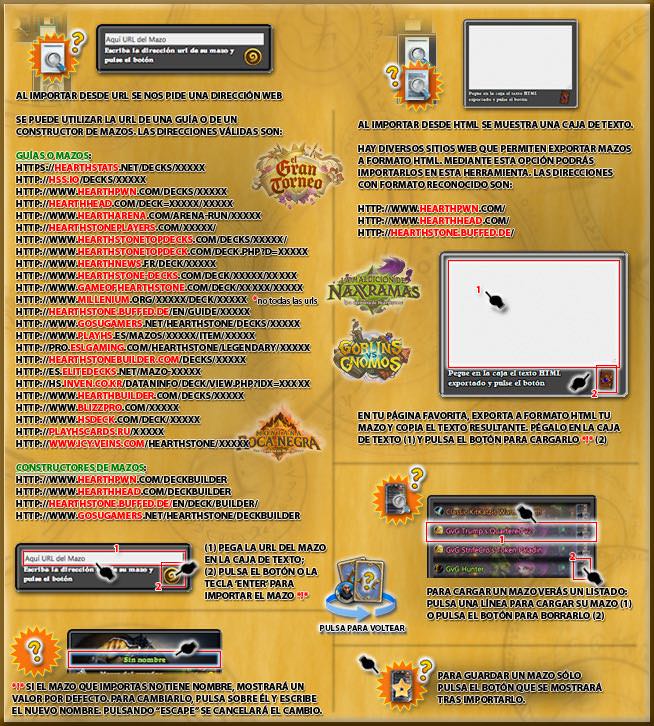 Aquí URL del Mazo
Escriba la dirección url de su mazo y
pulse el botón
AL IMPORTAR DESDE URL SE NOS PIDE UNA DIRECCIÓN WEB
SE PUEDE UTILIZAR LA URL DE UNA GUÍA O DE UN
CONSTRUCTOR DE MAZOS. LAS DIRECCIONES VÁLIDAS SON:
GUÍAS O MAZOS:
HTTPS://HEARTHSTATS.NET/DECKS/XXXXX
HTTP://HSS.IO/DECKS/XXXXX
HTTP://WWW.HEARTHPWN.COM/DECKS/XXXXX
HTTP://HEARTHHEAD.COM/DECK=XXXXX/XXXXX
HTTP://WWW.HEARTHARENA.COM/ARENA-RUN/XXXXX
HTTP://HEARTHSTONEPLAYERS.COM/XXXXX/
HTTP://WWW.HEARTHSTONETOPDECKS.COM/DECKS/XXXXX/
HTTP://WWW.HEARTHSTONETOPDECK.COM/DECK.PHP?D=XXXXX
HTTP://WWW.HEARTHNEWS.FR/DECK/XXXXX
HTTP://WWW.HEARTHSTONE-DECKS.COM/DECK/XXXXX/XXXXX
HTTP://WWW.GAMEOFHEARTHSTONE.COM/XXXXX/XXXXX/
HTTP://WWW.MILLENIUM.ORG/XXXXX/DECK/XXXXX *no todas las urls
HTTP://HEARTHSTONE.BUFFED.DE/EN/GUIDE/XXXXX
HTTP://WWW.GOSUGAMERS.NET/HEARTHSTONE/DECKS/XXXXX
HTTP://WWW.PLAYHS.ES/MAZOS/XXXXX/ITEM/XXXXX
HTTP://PRO.ESLGAMING.COM/HEARTHSTONE/LEGENDARY/XXXXX
HTTP://HEARTHSTONEBUILDER.COM/DECKS/XXXXX
HTTP://ES.ELITEDECKS.NET/MAZO-XXXXX
HTTP://HS.INVEN.CO.KR/DATANINFO/DECK/VIEW.PHP?IDX=XXXXX
HTTP://WWW.HEARTHBUILDER.COM/DECKS/XXXXX
HTTP://WWW.BLIZZPRO.COM/XXXXX
HTTP://WWW.HSDECK.COM/DECK/XXXXX
HTTP://PLAYHSCARDS.RU/XXXXX
HTTP://WWW.ICY-VEINS.COM/HEARTHSTONE/XXXXX
CONSTRUCTORES DE MAZOS:
HTTP://WWW.HEARTHPWN.COM/DECKBUILDER
HTTP://WWW.HEARTHHEAD.COM/DECKBUILDER
HTTP://HEARTHSTONE.BUFFED.DE/EN/DECK/BUILDER/
HTTP://WWW.GOSUGAMERS.NET/HEARTHSTONE/DECKBUILDER
Aquí URL del Mazo
1
Escriba la dirección url de su mazo y
pulse el botón
2
(1) PEGA LA URL DEL MAZO
EN LA CAJA DE TEXTO;
(2) PULSA EL BOTÓN O LA
TECLA 'ENTER' PARA
IMPORTAR EL MAZO *!*
Sin nombre
*!* SI EL MAZO QUE IMPORTAS NO TIENE NOMBRE, MOSTRARÁ UN
VALOR POR DEFECTO. PARA CAMBIARLO, PULSA SOBRE ÉL Y ESCRIBE
EL NUEVO NOMBRE. PULSANDO "ESCAPE" SE CANCELARÁ EL CAMBIO.
el
Gran
Torneo
LA MALDICIÓN DE
NAXXRAMAS
GOBLINS
VS
GNOMOS
ROCA NEGRA
PULSA PARA VOLTEAR
Pegue en la caja el texto HTML
exportado y pulse el botón
AL IMPORTAR DESDE HTML SE MUESTRA UNA CAJA DE TEXTO.
HAY DIVERSOS SITIOS WEB QUE PERMITEN EXPORTAR MAZOS
A FORMATO HTML. MEDIANTE ESTA OPCIÓN PODRÁS
IMPORTARLOS EN ESTA HERRAMIENTA. LAS DIRECCIONES
CON FORMATO RECONOCIDO SON:
HTTP://WWW.HEARTHPWN.COM/
HTTP://WWW.HEARTHHEAD.COM/
HTTP://HEARTHSTONE.BUFFED.DE/
1
Pegue en la caja el texto HTML
exportado y pulse el botón
2
EN TU PÁGINA FAVORITA, EXPORTA A FORMATO HTML TU
MAZO Y COPIA EL TEXTO RESULTANTE. PÉGALO EN LA CAJA
DE TEXTO (1) Y PULSA EL BOTÓN PARA CARGARLO *!* (2)
GvG Trump's
1
GvG StrifeCro's Token Paladin
2
GvG Hunter
PARA CARGAR UN MAZO VERÁS UN LISTADO:
PULSA UNA LÍNEA PARA CARGAR SU MAZO (1)
O PULSA EL BOTÓN PARA BORRARLO (2)
PARA GUARDAR UN MAZO SÓLO
PULSA EL BOTÓN QUE SE MOSTRARÁ
TRAS IMPORTARLO.